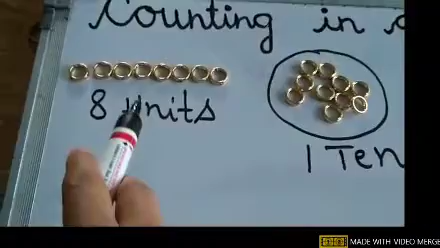 Counting in
8 units
1 Ten
MADE WITH VIDEO MERGE